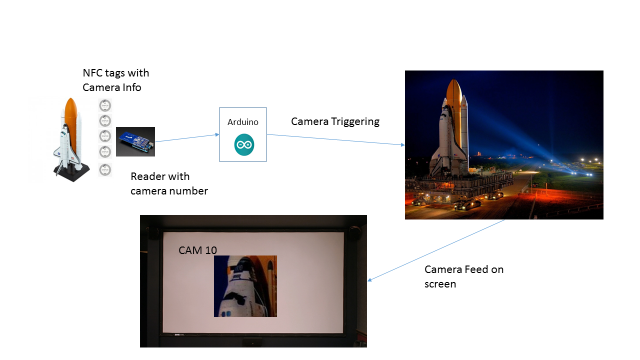 NFC tags with
Camera Info
Arduino
Camera Triggering
Reader with
camera number
CAM 10
Camera Feed on
screen